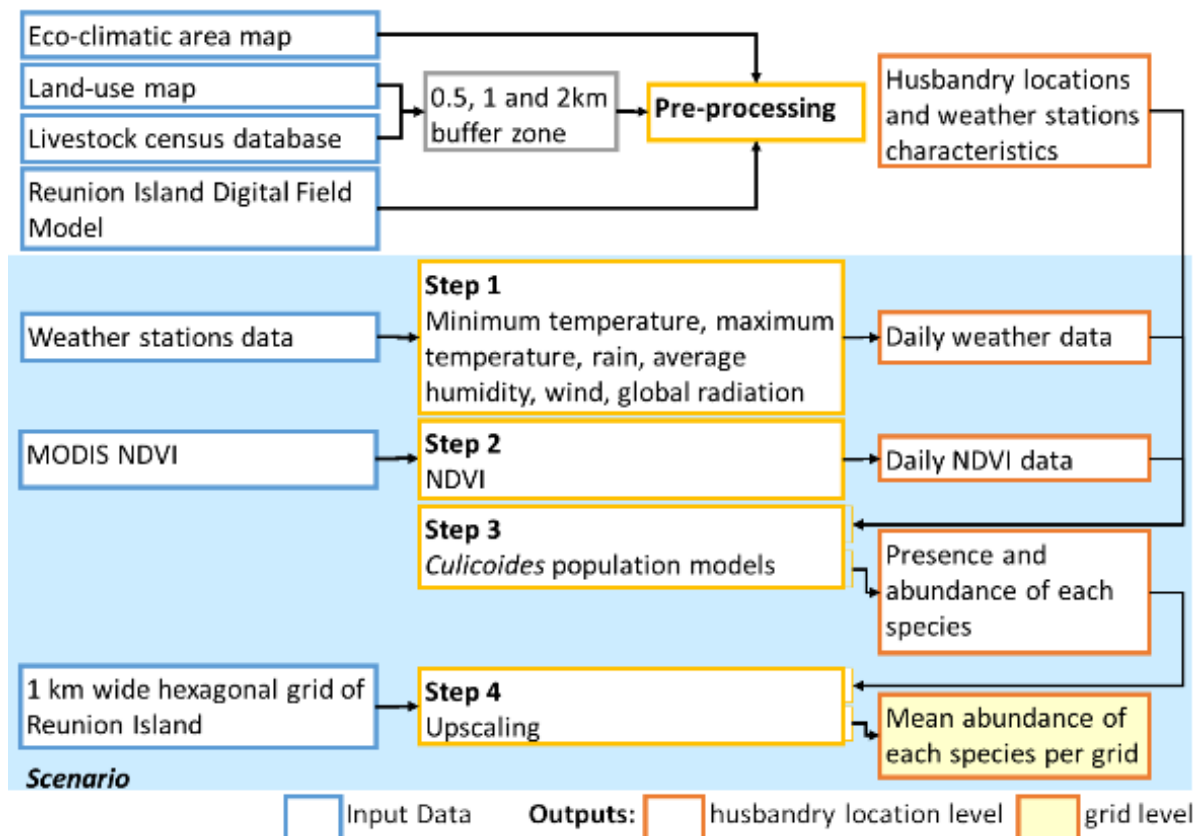 Eco-climatic area map
Land-use map
Livestock census database
Reunion Island Digital Field
Model
0.5, 1 and 2km
buffer zone
Pre-processing
Husbandry locations
and weather stations
characteristics
Weather stations data
Step 1
Minimum temperature, maximum
temperature, rain, average
humidity, wind, global radiation
Daily weather data
MODIS NDVI
Step 2
NDVI
Daily NDVI data
Step 3
Culicoides population models
Presence and
abundance of each
species
1 km wide hexagonal grid of
Reunion Island
Step 4
Upscaling
Mean abundance of
each species per grid
Scenario
Input Data
Outputs:
husbandry location level
grid level